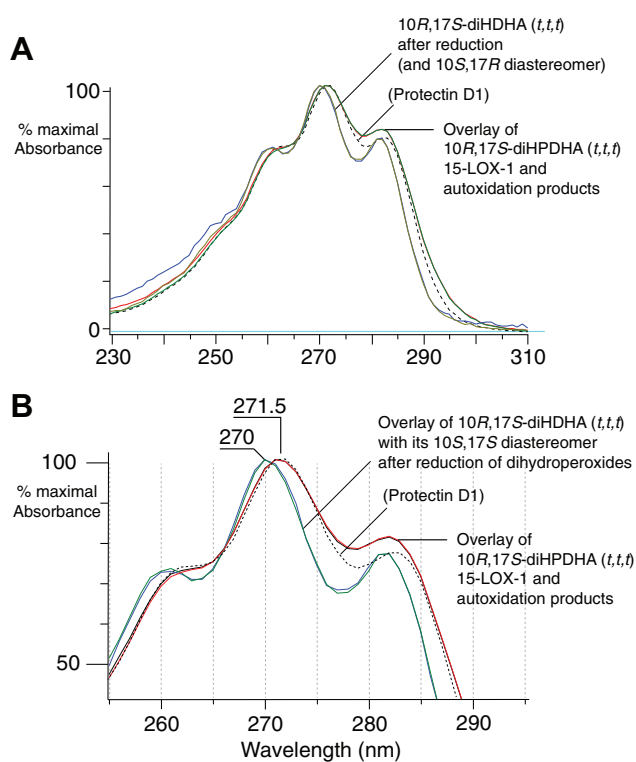 A
10R,17S-diHDHA (t,t,t)
after reduction
(and 10S,17R diastereomer)
(Protectin D1)
100
% maximal
Absorbance
Overlay of
10R,17S-diHPDHA (t,t,t)
15-LOX-1 and
autoxidation products
0
230
250
270
290
310
B
271.5
270
Overlay of 10R,17S-diHDHA (t,t,t)
with its 10S,17S diastereomer
after reduction of dihydroperoxides
100
% maximal
Absorbance
(Protectin D1)
Overlay of
10R,17S-diHPDHA (t,t,t)
15-LOX-1 and
autoxidation products
50
260
270
280
290
Wavelength (nm)